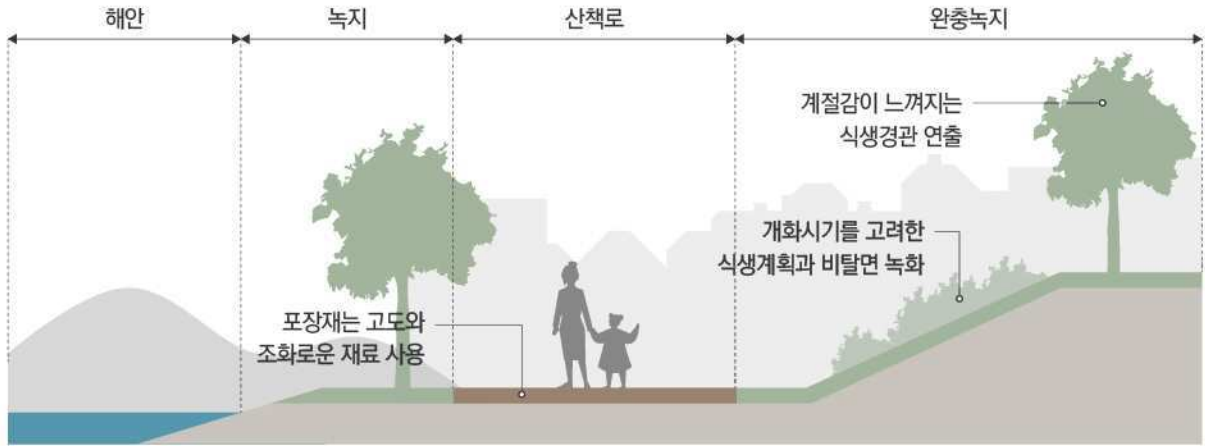 해안
녹지
산책로
완충녹지
계절감이 느껴지는
식생경관 연출
개화시기를 고려한
식생계획과 비탈면 녹화
포장재는 고도와
조화로운 재료 사용